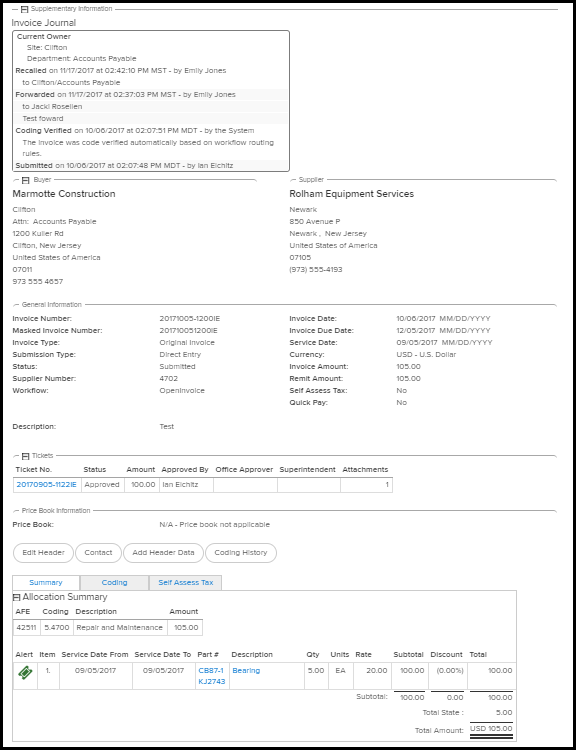 Supplementary Information
Invoice Journal
Current Owner
Site: Clifton
Department: Accounts Payable
Recalled on 11/17/2017 at 02:42:10 PM MST - by Emily Jones
to Clifton/Accounts Payable
Forwarded on 11/17/2017 at 02:37:03 PM MST - by Emily Jones
to Jacki Rosellen
Test foward
Coding Verified on 10/06/2017 at 02:07:51 PM MDT - by the System
The Invoice was code verified automatically based on workflow routing
rules.
Submitted on 10/06/2017 at 02:07:48 PM MDT - by Ian Eichitz
Buyer
Marmotte Construction
Clifton
Attn: Accounts Payable
1200 Kuller Rd
Clifton, New Jersey
United States of America
07011
973 555 4657
Supplier
Rolham Equipment Services
Newark
850 Avenue P
Newark , New Jersey
United States of America
07105
(973) 555-4193
General Information
Invoice Number: 20171005-1200IE
Masked Invoice Number: 201710051200IE
Invoice Type: Original Invoice
Submission Type: Direct Entry
Status: Submitted
Supplier Number: 4702
Workflow: OpenInvoice
Description: Test
Invoice Date: 10/06/2017 MM/DD/YYYY
Invoice Due Date: 12/05/2017 MM/DD/YYYY
Service Date: 09/05/2017 MM/DD/YYYY
Currency: USD - U.S. Dollar
Invoice Amount: 105.00
Remit Amount: 105.00
Self Assess Tax: No
Quick Pay: No
Tickets
Ticket No. Status Amount Approved By Office Approver Superintendent Attachments
20170905-1122IE Approved 100.00 Ian Eichitz 1
Price Book Information
Price Book: N/A - Price book not applicable
Edit Header Contact Add Header Data Coding History
Summary Coding Self Assess Tax
Allocation Summary
AFE Coding Description Amount
42511 5.4700 Repair and Maintenance 105.00
Alert Item Service Date From Service Date To Part # Description Qty Units Rate Subtotal Discount Total
1. 09/05/2017 09/05/2017 CB87-1 Bearing 5.00 EA 20.00 100.00 (0.00%) 100.00
KJ2743
Subtotal: 100.00 0.00 100.00
Total State : 5.00
Total Amount: USD 105.00